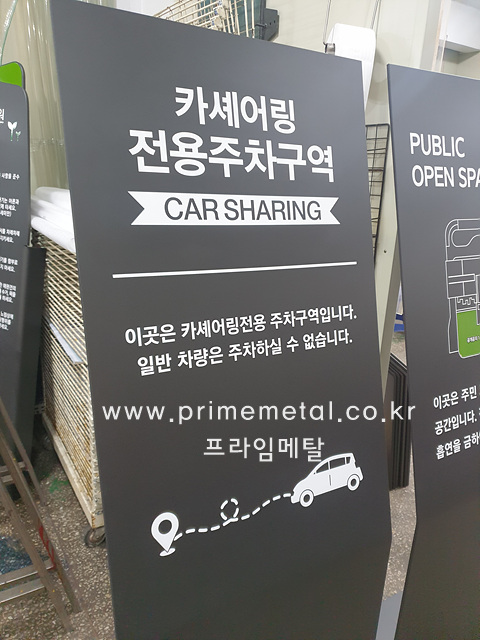 카셰어링
전용주차구역
CAR SHARING
이곳은 카셰어링전용 주차구역입니다.
일반 차량은 주차하실 수 없습니다.
www.primemetal.co.kr
프라임메탈
PUBLIC
OPEN
이곳은 주민
공간입니다.
흡연을